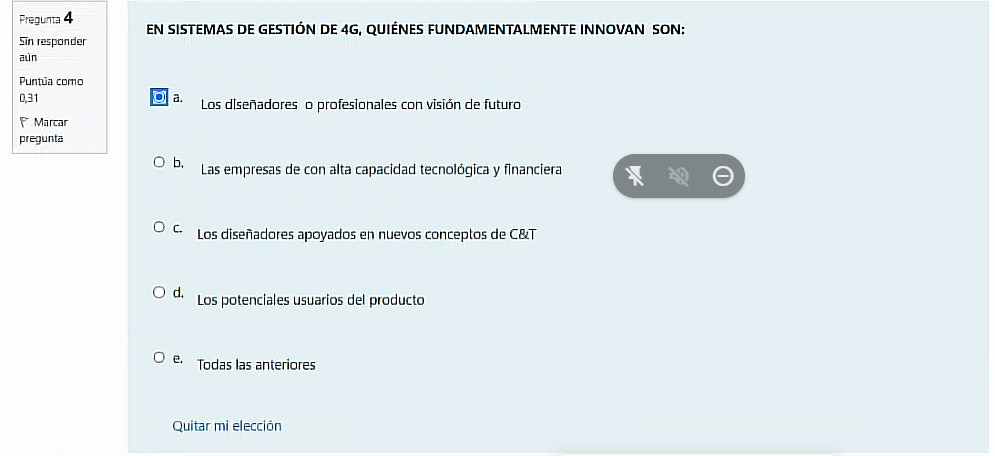 Pregunta 4
Sin responder
aún
Puntúa como
0,31
Marcar
pregunta
EN SISTEMAS DE GESTIÓN DE 4G, QUIÉNES FUNDAMENTALMENTE INNOVAN SON:
a. Los diseñadores o profesionales con visión de futuro
b. Las empresas de con alta capacidad tecnológica y financiera
c. Los diseñadores apoyados en nuevos conceptos de C&T
d. Los potenciales usuarios del producto
e. Todas las anteriores
Quitar mi elección